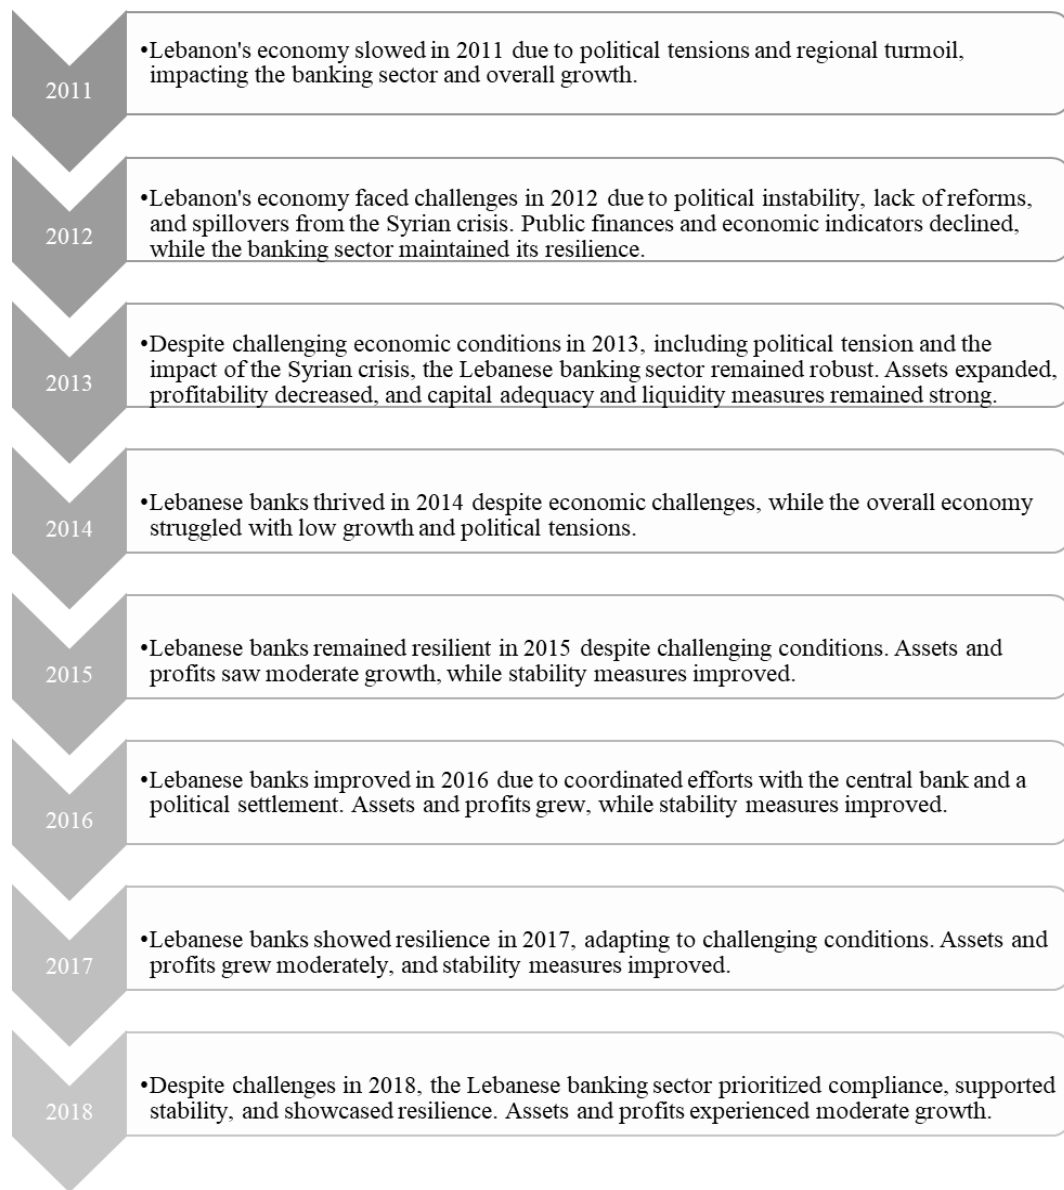 2011
•Lebanon's economy slowed in 2011 due to political tensions and regional turmoil,
impacting the banking sector and overall growth.
2012
•Lebanon's economy faced challenges in 2012 due to political instability, lack of reforms,
and spillovers from the Syrian crisis. Public finances and economic indicators declined,
while the banking sector maintained its resilience.
2013
•Despite challenging economic conditions in 2013, including political tension and the
impact of the Syrian crisis, the Lebanese banking sector remained robust. Assets expanded,
profitability decreased, and capital adequacy and liquidity measures remained strong.
2014
•Lebanese banks thrived in 2014 despite economic challenges, while the overall economy
struggled with low growth and political tensions.
2015
•Lebanese banks remained resilient in 2015 despite challenging conditions. Assets and
profits saw moderate growth, while stability measures improved.
2016
•Lebanese banks improved in 2016 due to coordinated efforts with the central bank and a
political settlement. Assets and profits grew, while stability measures improved.
2017
•Lebanese banks showed resilience in 2017, adapting to challenging conditions. Assets and
profits grew moderately, and stability measures improved.
2018
•Despite challenges in 2018, the Lebanese banking sector prioritized compliance, supported
stability, and showcased resilience. Assets and profits experienced moderate growth.